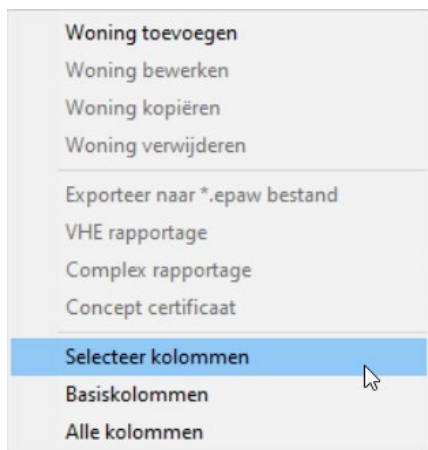 Woning toevoegen
Woning bewerken
Woning kopiëren
Woning verwijderen
Exporteer naar *.epaw bestand
VHE rapportage
Complex rapportage
Concept certificaat
Selecteer kolommen
Basiskolommen
Alle kolommen